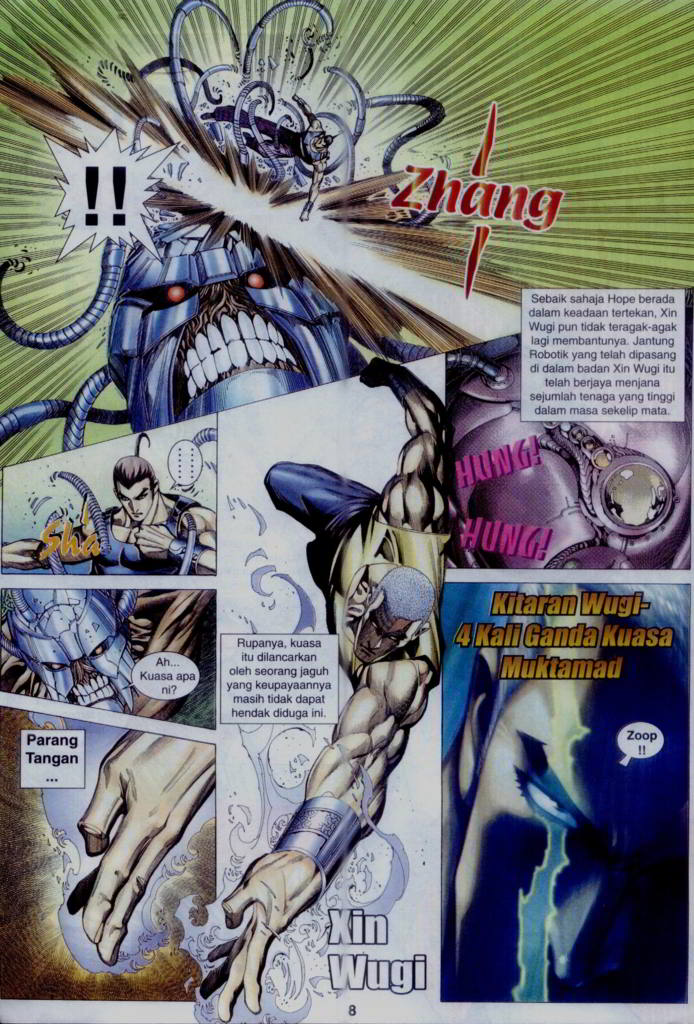 !!
Zhang
Sebaik sahaja Hope berada
dalam keadaan tertekan, Xin
Wugi pun tidak teragak-agak
lagi membantunya. Jantung
Robotik yang telah dipasang
di dalam badan Xin Wugi itu
telah berjaya menjana
sejumlah tenaga yang tinggi
dalam masa sekelip mata.
HUNG!
HUNG!
Sha
Ah...
Kuasa apa
ni?
Rupanya, kuasa
itu dilancarkan
oleh seorang jaguh
yang keupayaannya
masih tidak dapat
hendak diduga ini.
Kitaran Wugi-
4 Kali Ganda Kuasa
Muktamad
Zoop
!!
Parang
Tangan
...
Xin
Wugi
8